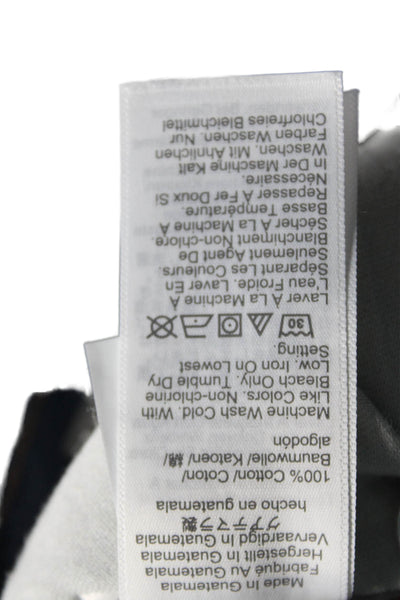 Made In Guatemala
Fabriqué Au Guatemala
Hergestellt In Guatemala
Vervaardigd In Guatemala
グアテマラ製
hecho en guatemala
100% Cotton/ Coton/
Baumwolle/ Katoen/ 綿/
algodón
Machine Wash Cold. With
Like Colors. Non-chlorine
Bleach Only. Tumble Dry
Low. Iron On Lowest
Setting.
30
Laver À La Machine À
L'eau Froide. Laver En
Séparant Les Couleurs.
Seulement Agent De
Blanchiment Non-chlore.
Sécher À La Machine À
Basse Température.
Repasser À Fer Doux Si
Nécessaire.
In Der Maschine Kalt
Waschen. Mit Ähnlichen
Farben Waschen. Nur
Chlorfreies Bleichmittel